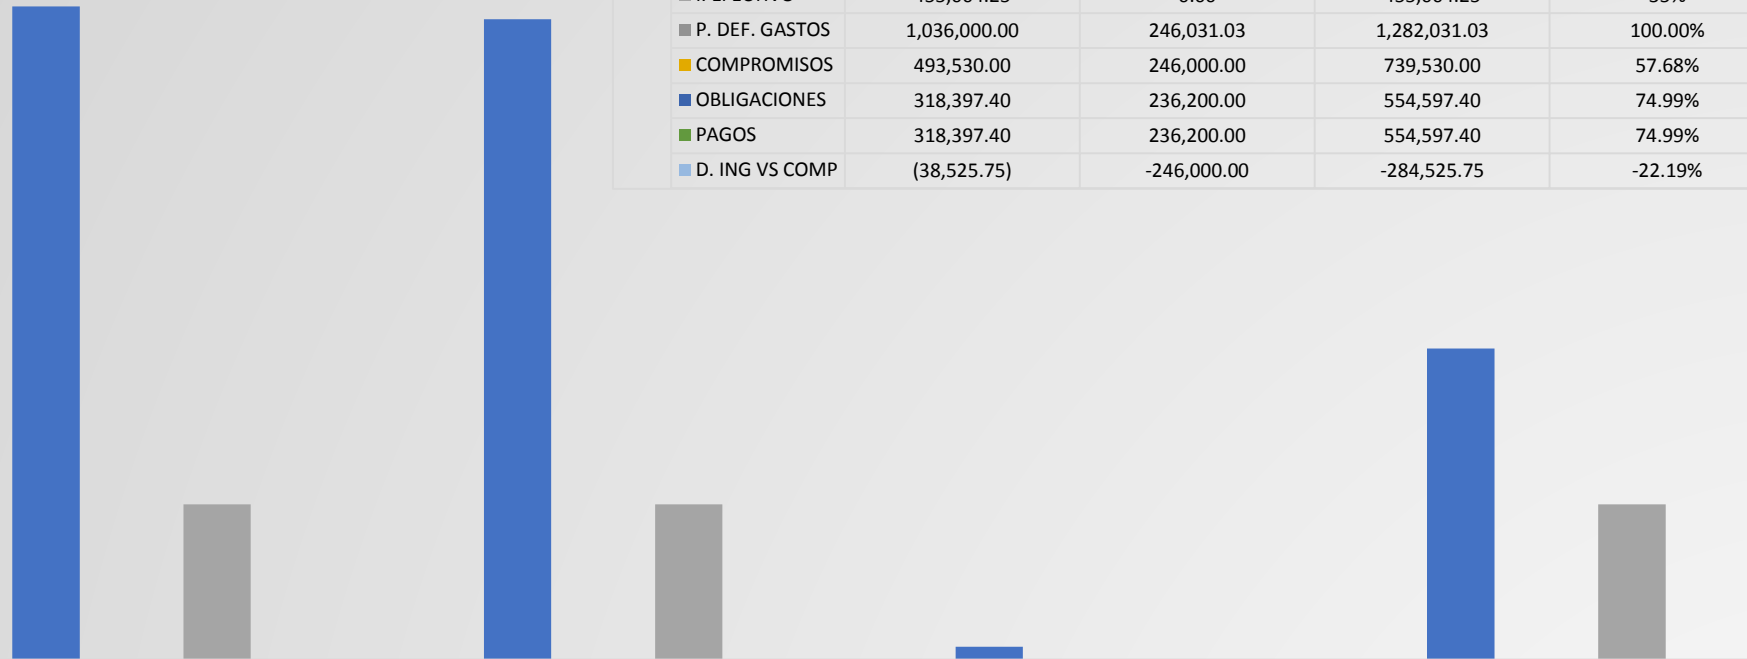 P. DEF. GASTOS 1,036,000.00 246,031.03 1,282,031.03 100.00%
COMPROMISOS 493,530.00 246,000.00 739,530.00 57.68%
OBLIGACIONES 318,397.40 236,200.00 554,597.40 74.99%
PAGOS 318,397.40 236,200.00 554,597.40 74.99%
D. ING VS COMP (38,525.75) -246,000.00 -284,525.75 -22.19%